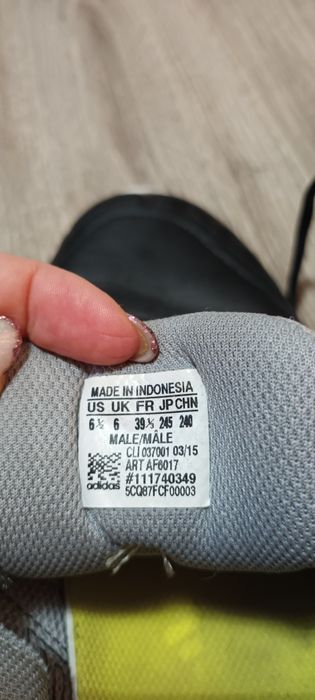 MADE IN INDONESIA
US UK FR JP CHN
6½ 6 39⅓ 245 240
MALE/MÂLE
CLI 037001 03/15
ART AF6017
#111740349
adidas 5CQ87FCF00003